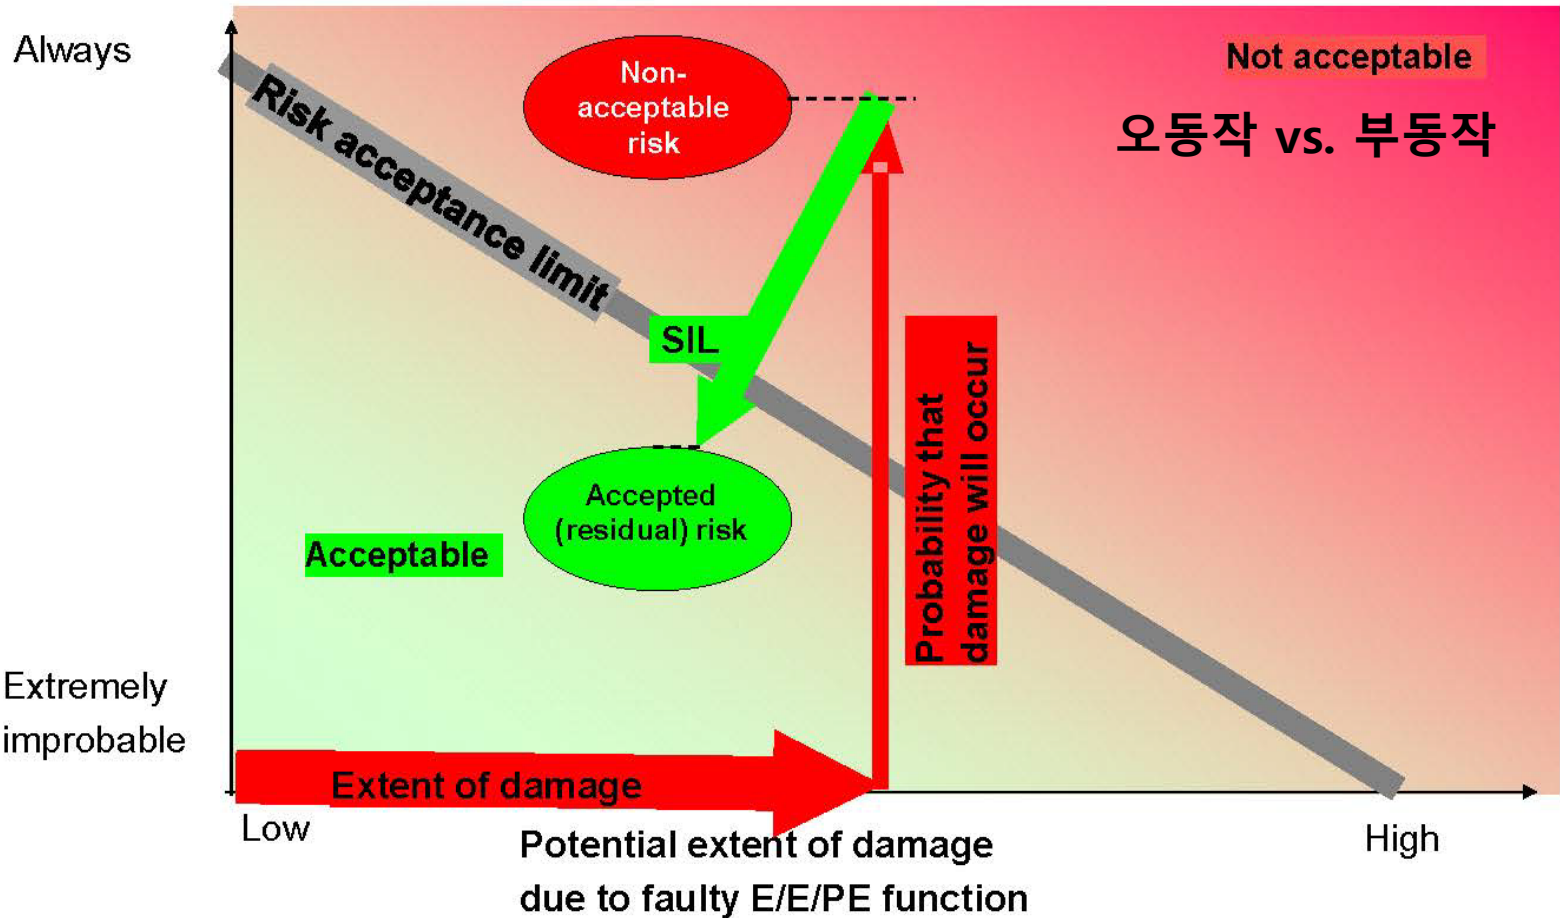 Always
Non-
acceptable
risk
Not acceptable
오동작 vs. 부동작
Risk acceptance limit
SIL
Probability that
damage will occur
Accepted
(residual) risk
Acceptable
Extremely
improbable
Extent of damage
Low
High
Potential extent of damage
due to faulty E/E/PE function